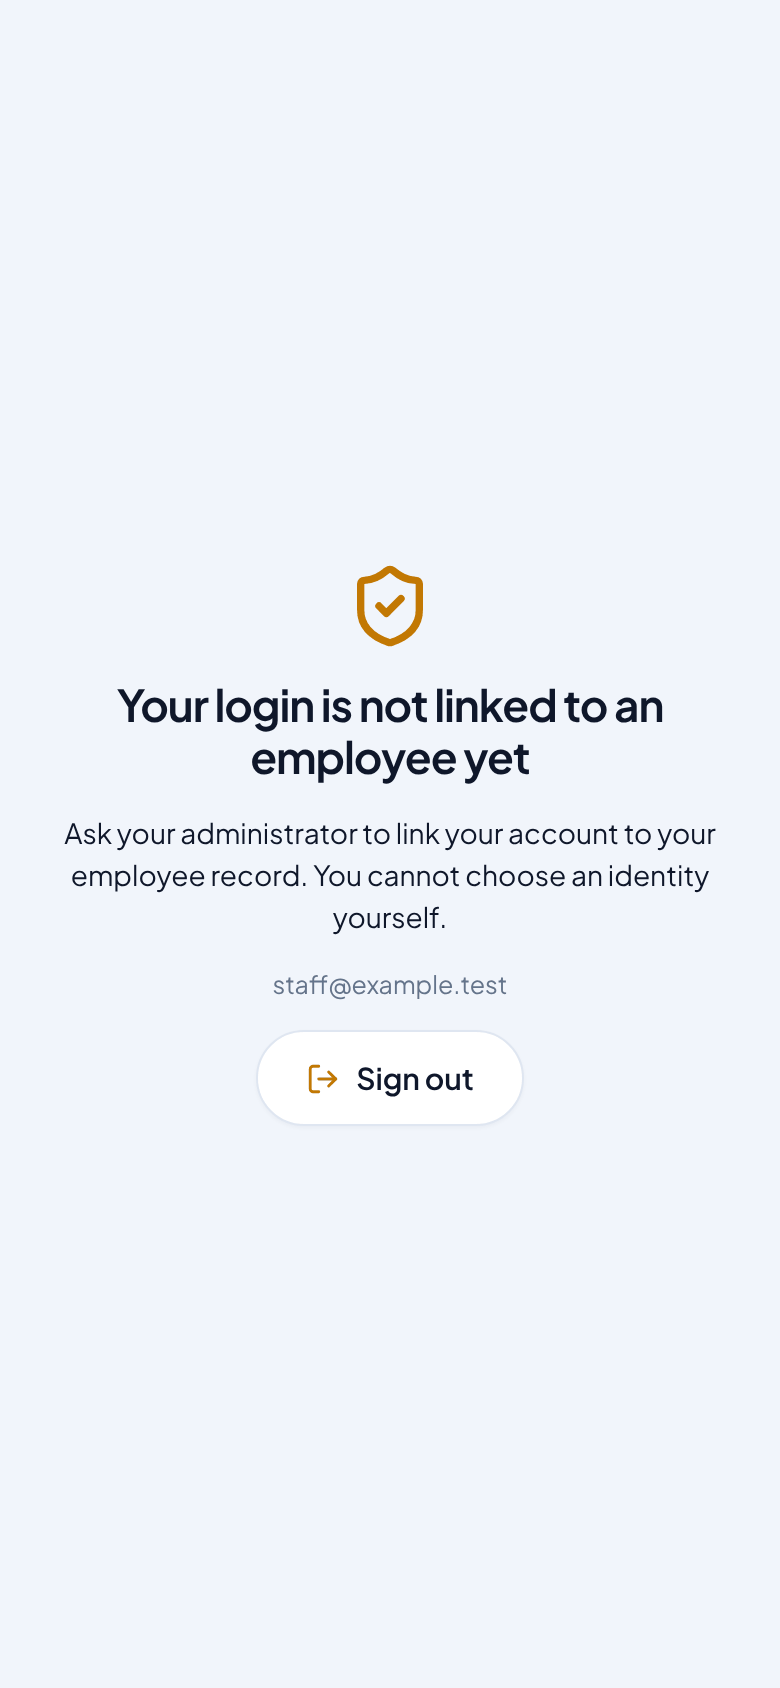 Your login is not linked to an
employee yet
Ask your administrator to link your account to your
employee record. You cannot choose an identity
yourself.
staff@example.test
Sign out